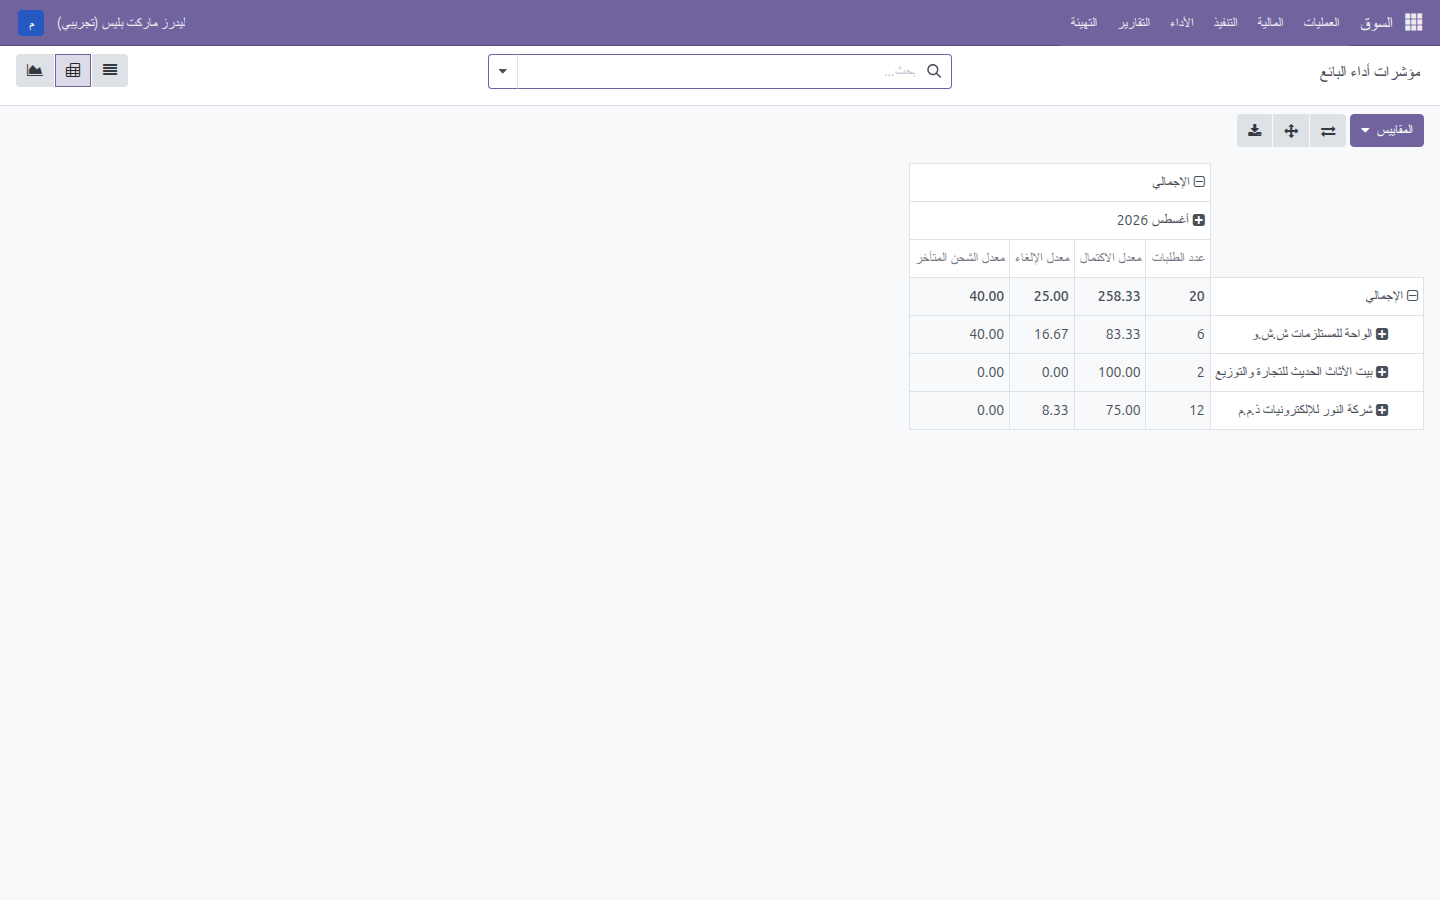 السوق العمليات المالية التنفيذ الأداء التقارير التهيئة ليدرز ماركت بليس (تجريبي) م
مؤشرات أداء البائع بحث...
المقاييس
الإجمالي
أغسطس 2026
عدد الطلبات معدل الاكتمال معدل الإلغاء معدل الشحن المتأخر
الإجمالي 20 258.33 25.00 40.00
الواحة للمستلزمات ش.ش.و 6 83.33 16.67 40.00
بيت الأثاث الحديث للتجارة والتوزيع 2 100.00 0.00 0.00
شركة النور للإلكترونيات ذ.م.م 12 75.00 8.33 0.00